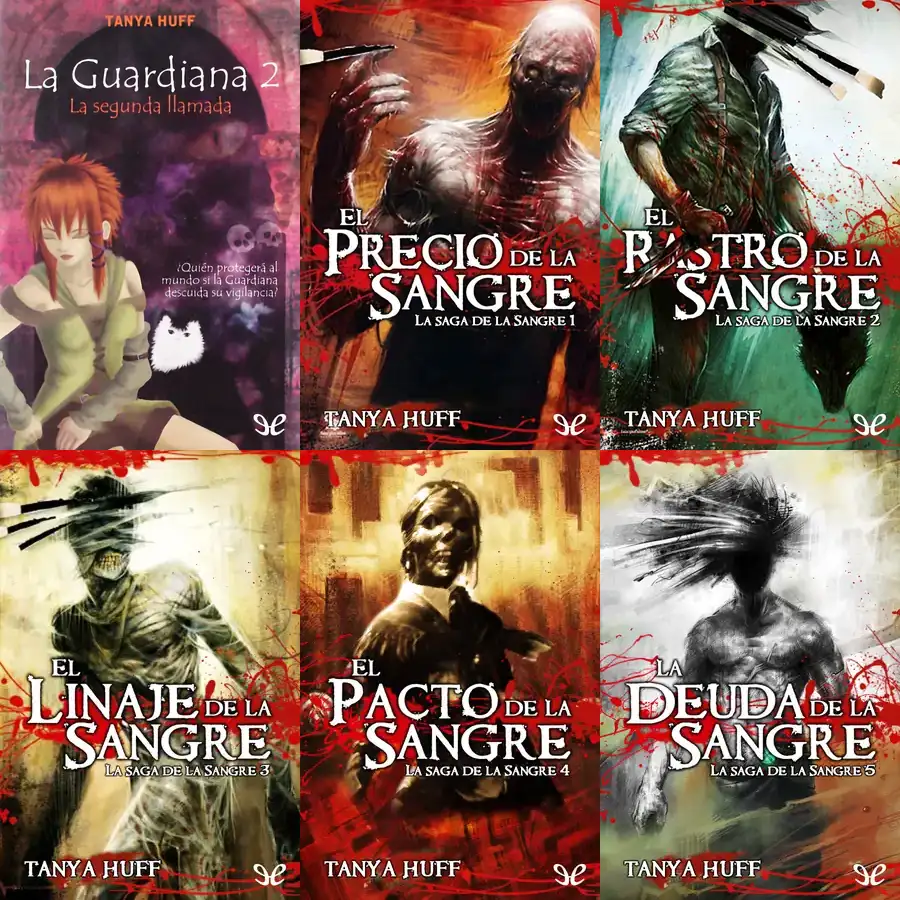 TANYA HUFF
La Guardiana 2
La segunda llamada
¿Quién protegerá al
mundo si la Guardiana
descuida su vigilancia?
EL
PRECIO DE LA
SANGRE
LA SAGA DE LA SANGRE 1
TANYA HUFF
EL
RASTRO DE LA
SANGRE
LA SAGA DE LA SANGRE 2
TANYA HUFF
EL
LINAJE DE LA
SANGRE
LA SAGA DE LA SANGRE 3
TANYA HUFF
EL
PACTO DE LA
SANGRE
LA SAGA DE LA SANGRE 4
TANYA HUFF
LA
DEUDA DE LA
SANGRE
LA SAGA DE LA SANGRE 5
TANYA HUFF